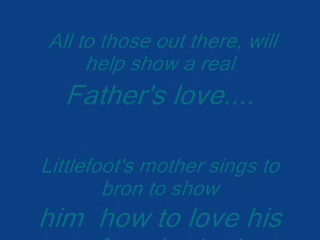 All to those out there, will
help show a real
Father's love....
Littlefoot's mother sings to
bron to show
him how to love his